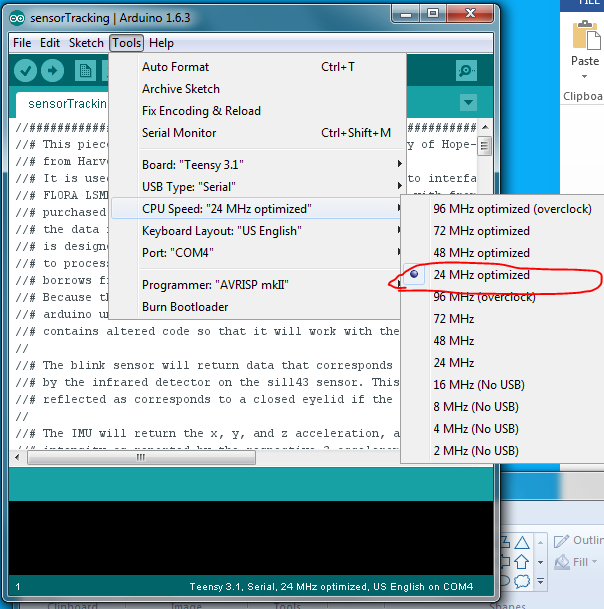 sensorTracking | Arduino 1.6.3
FILE
File Edit Sketch Tools Help
Paste
Clipboa
sensorTrackin
Auto Format Ctrl+T
Archive Sketch
Fix Encoding & Reload
Serial Monitor Ctrl+Shift+M
Board: "Teensy 3.1"
USB Type: "Serial"
CPU Speed: "24 MHz optimized"
Keyboard Layout: "US English"
Port: "COM4"
Programmer: "AVRISP mkII"
Burn Bootloader
96 MHz optimized (overclock)
72 MHz optimized
48 MHz optimized
24 MHz optimized
96 MHz (overclock)
72 MHz
48 MHz
24 MHz
16 MHz (No USB)
8 MHz (No USB)
4 MHz (No USB)
2 MHz (No USB)
//# This piec y of Hope-
//# from Harv
//# It is use to interfa
//# FLORA LSM
//# purchased
//# the data
//# is design
//# to proces
//# borrows f
//# Because th
//# arduino u
//# contains altered code so that it will work with the
//
//# The blink sensor will return data that corresponds
//# by the infrared detector on the sill43 sensor. This
//# reflected as corresponds to a closed eyelid if the
//
//# The IMU will return the x, y, and z acceleration, a
1 Teensy 3.1, Serial, 24 MHz optimized, US English on COM4
Outlin
Fill
Clipboard Image Tools Shapes